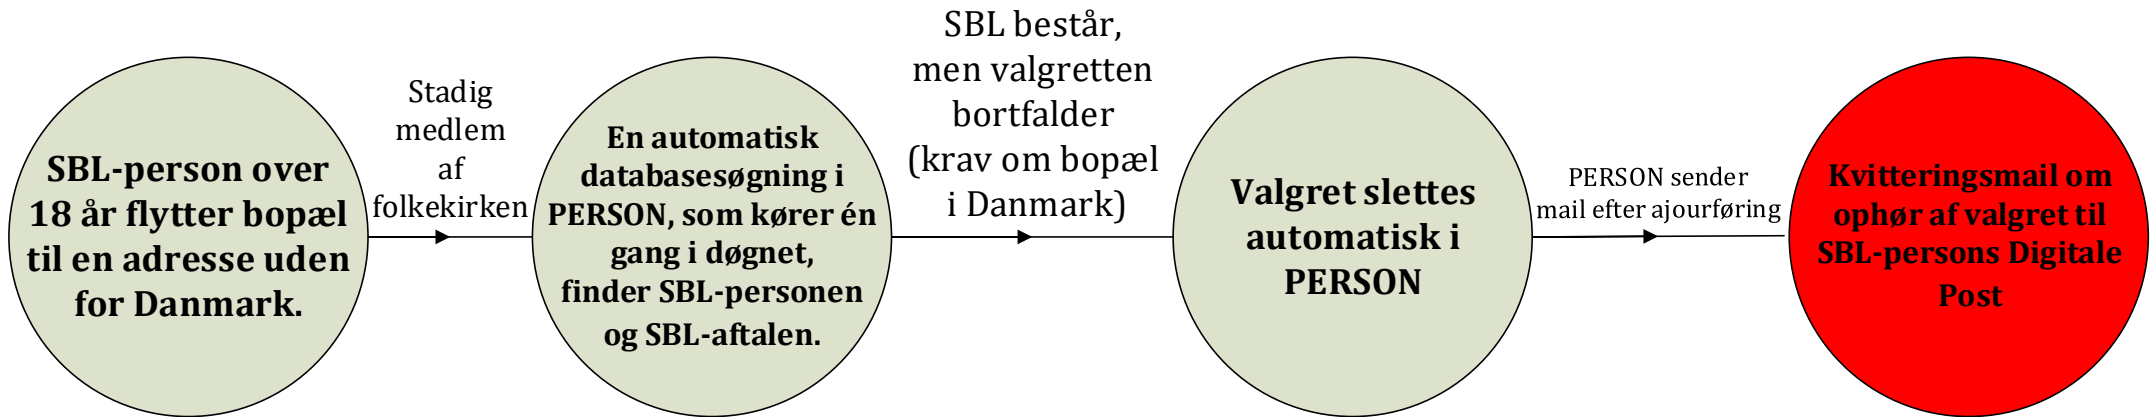 SBL-person over
18 år flytter bopæl
til en adresse uden
for Danmark.
Stadig
medlem
af
folkekirken
En automatisk
databasesøgning i
PERSON, som kører én
gang i døgnet,
finder SBL-personen
og SBL-aftalen.
SBL består,
men valgretten
bortfalder
(krav om bopæl
i Danmark)
Valgret slettes
automatisk i
PERSON
PERSON sender
mail efter ajourføring
Kvitteringsmail om
ophør af valgret til
SBL-persons Digitale
Post